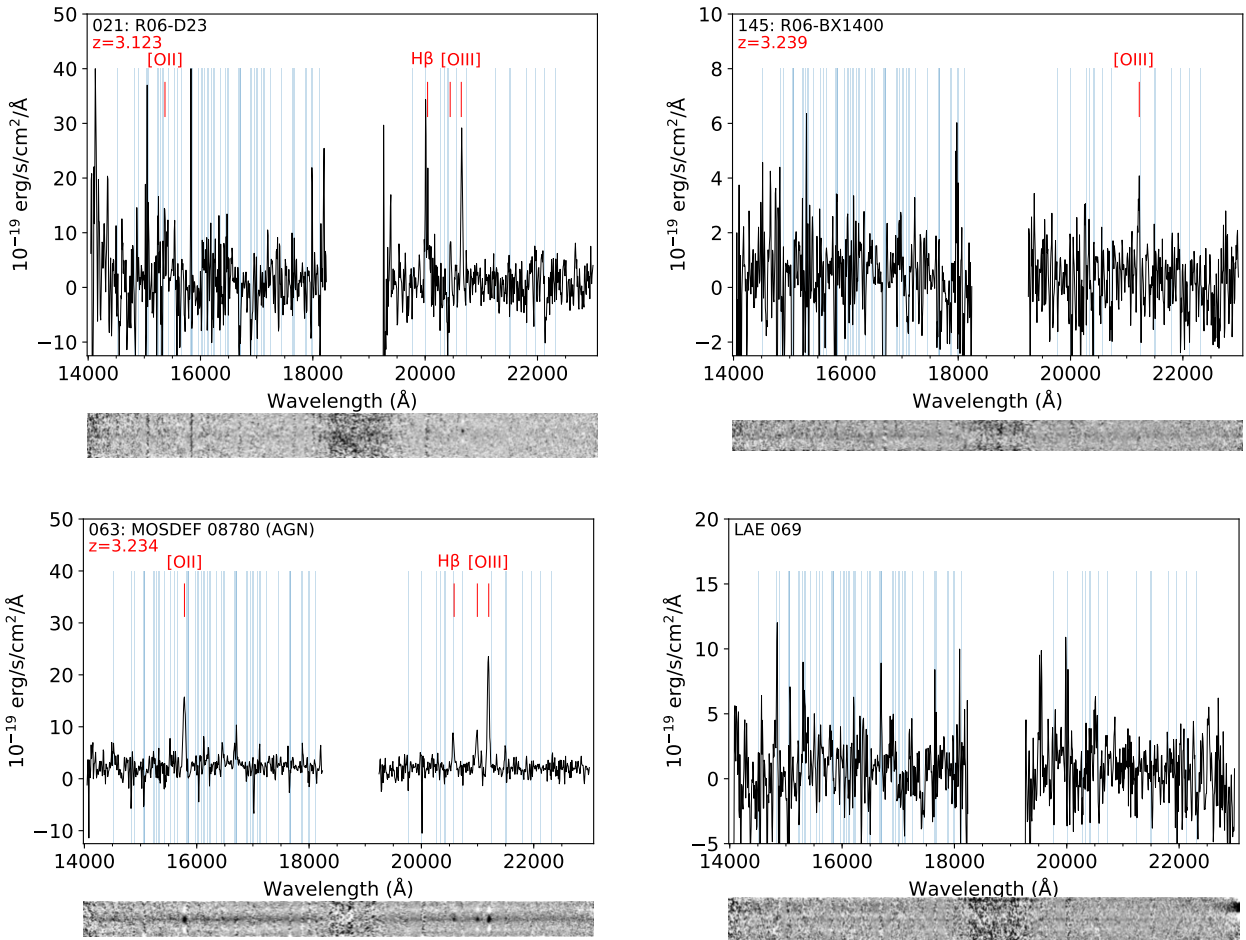 021: R06-D23
z=3.123
[OII]
Hβ [OIII]
50
40
30
20
10
0
−10
10⁻¹⁹ erg/s/cm²/Å
14000 16000 18000 20000 22000
Wavelength (Å)
145: R06-BX1400
z=3.239
[OIII]
10
8
6
4
2
0
−2
10⁻¹⁹ erg/s/cm²/Å
14000 16000 18000 20000 22000
Wavelength (Å)
063: MOSDEF 08780 (AGN)
z=3.234
[OII]
Hβ [OIII]
50
40
30
20
10
0
−10
10⁻¹⁹ erg/s/cm²/Å
14000 16000 18000 20000 22000
Wavelength (Å)
LAE 069
20
15
10
5
0
−5
10⁻¹⁹ erg/s/cm²/Å
14000 16000 18000 20000 22000
Wavelength (Å)